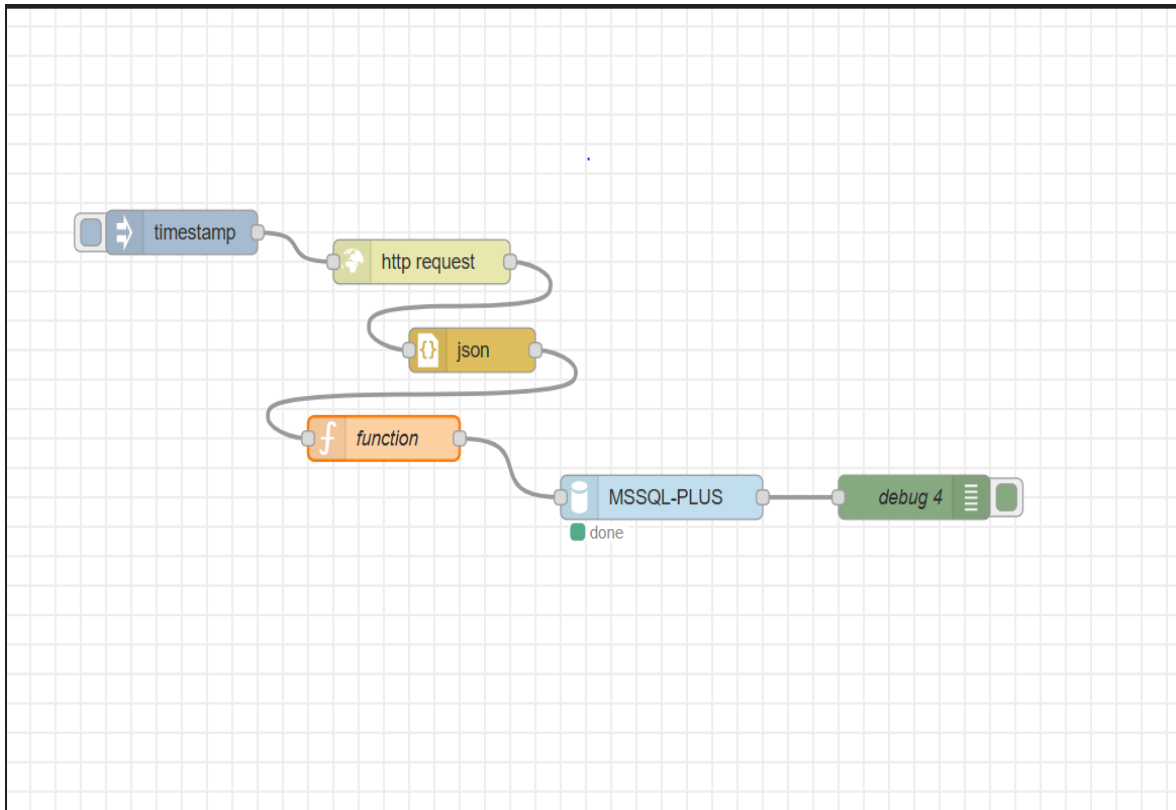 timestamp
http request
{} json
f function
MSSQL-PLUS
debug 4
done